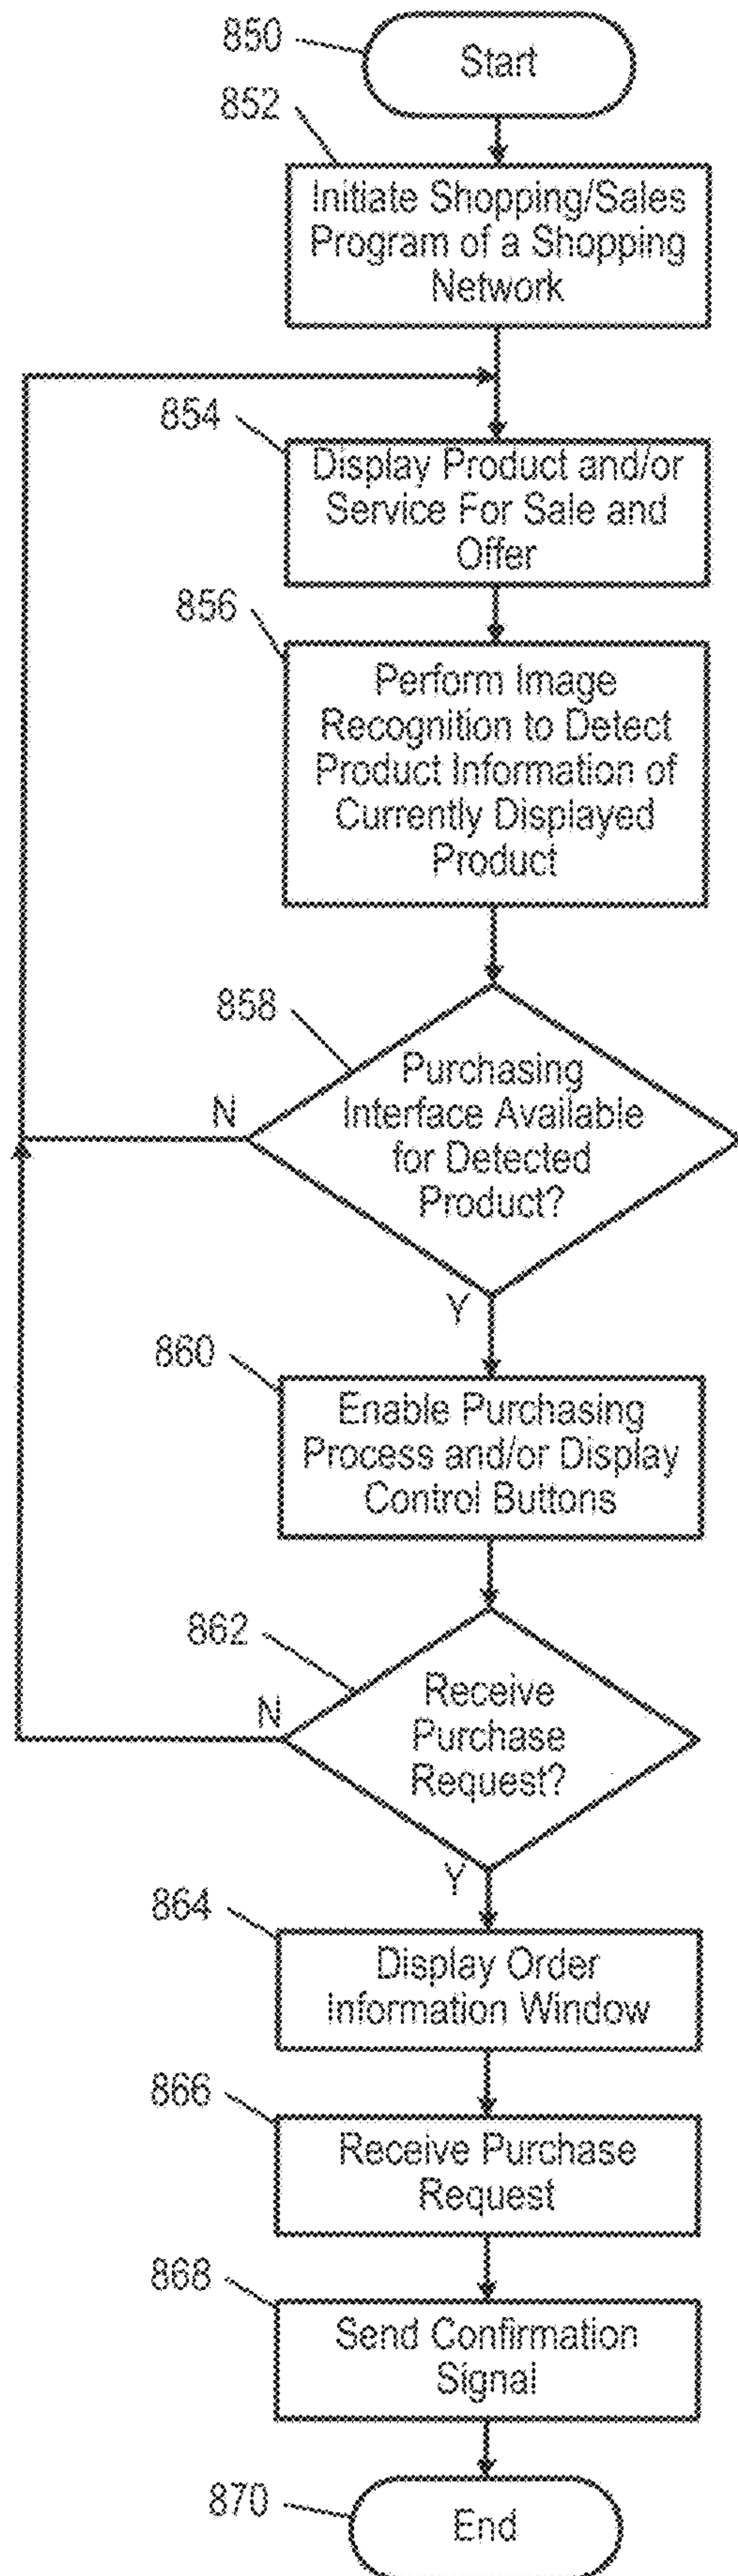 850
Start
852
Initiate Shopping/Sales
Program of a Shopping
Network
854
Display Product and/or
Service For Sale and
Offer
856
Perform Image
Recognition to Detect
Product Information of
Currently Displayed
Product
858
Purchasing
Interface Available
for Detected
Product?
N
Y
860
Enable Purchasing
Process and/or Display
Control Buttons
862
Receive
Purchase
Request?
N
Y
864
Display Order
Information Window
866
Receive Purchase
Request
868
Send Confirmation
Signal
870
End